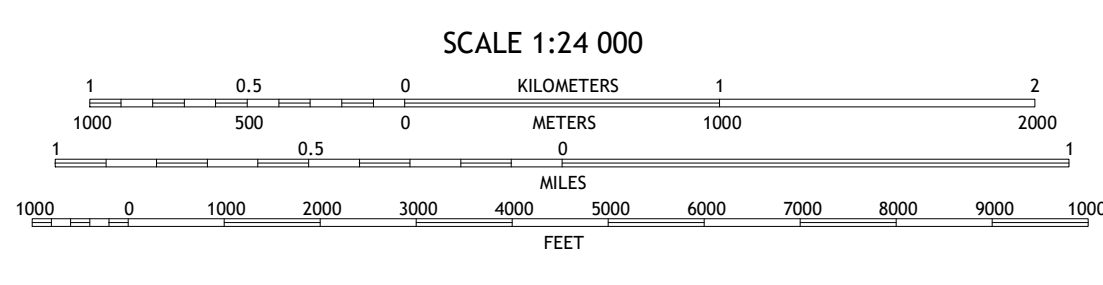 SCALE 1:24 000
1 0.5 0 KILOMETERS 1 2
1000 500 0 METERS 1000 2000
1 0.5 0 1
MILES
1000 0 1000 2000 3000 4000 5000 6000 7000 8000 9000 1000
FEET